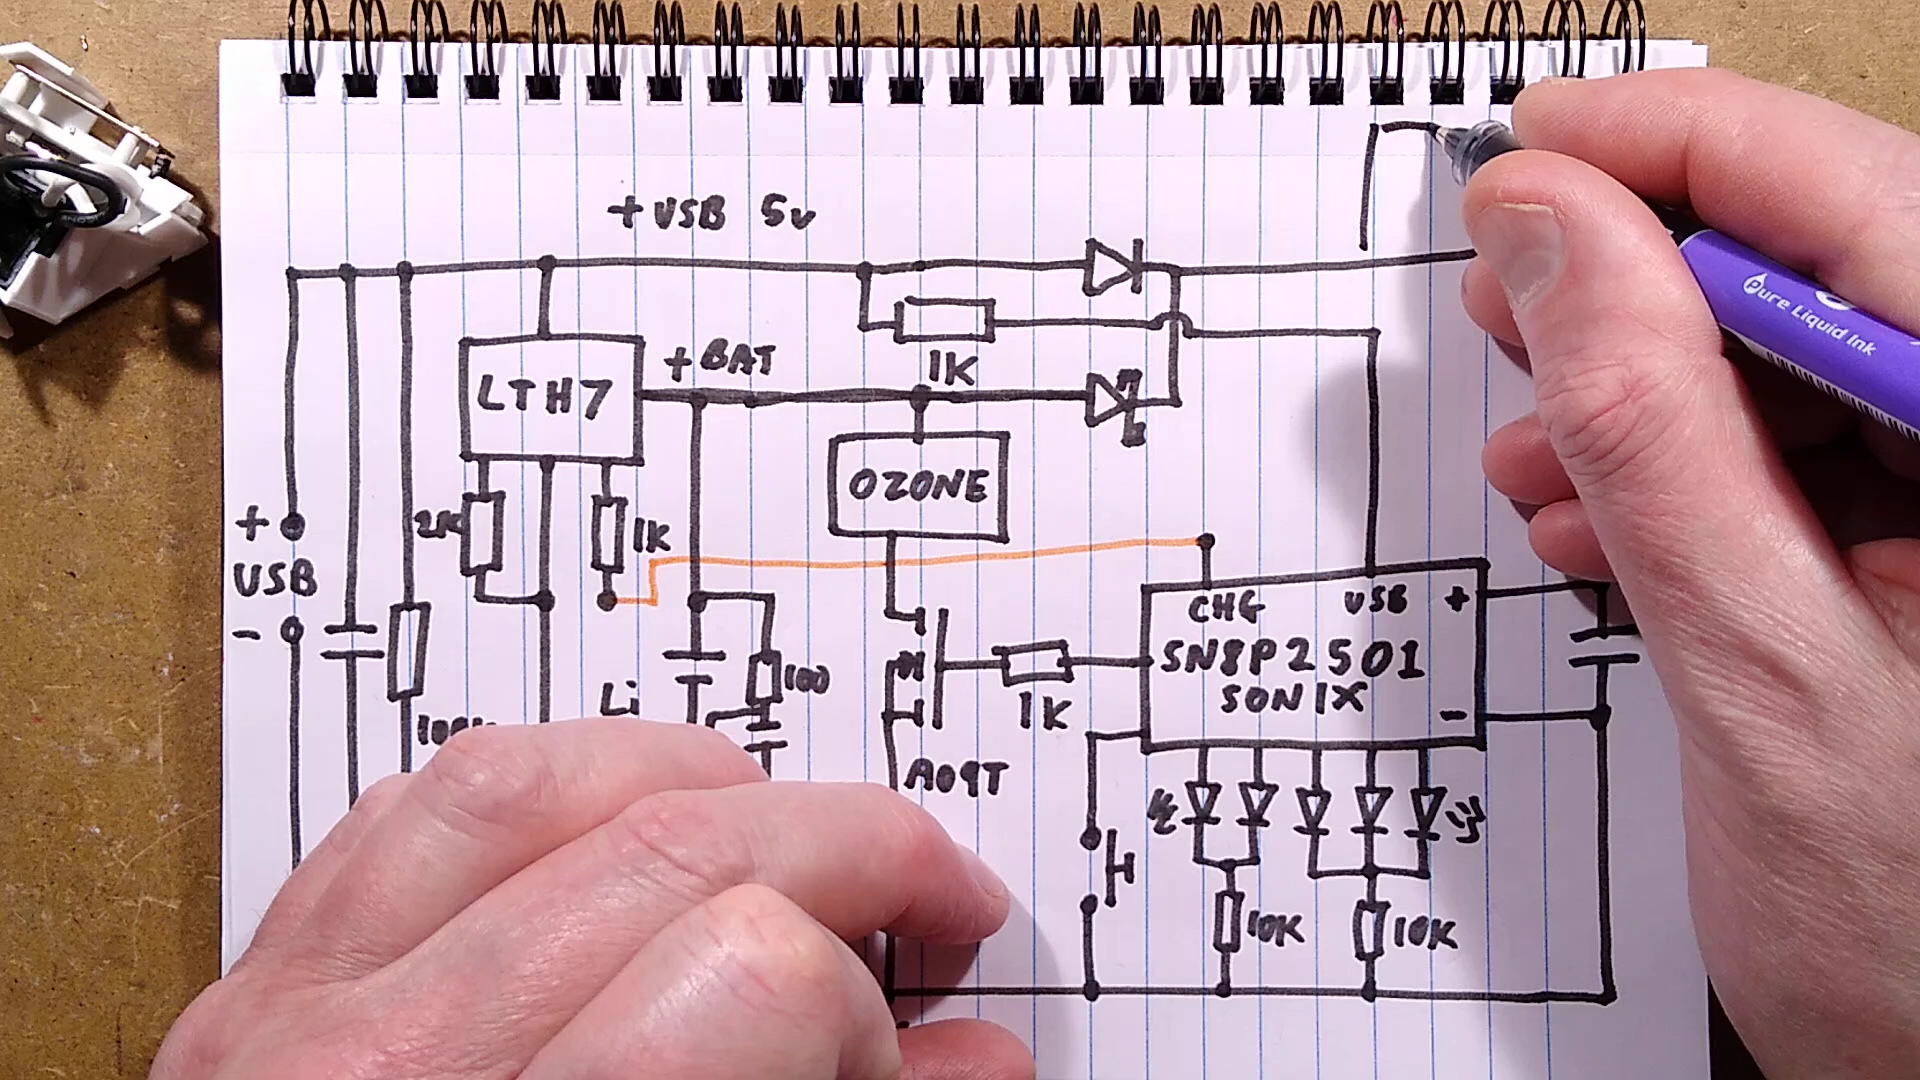 +USB 5v
+BAT
1K
LTH7
OZONE
2K
1K
+
USB
-
CHG USB +
SN8P2501
SONIX
-
100
Li
1K
A09T
10K
10K
Pure Liquid Ink